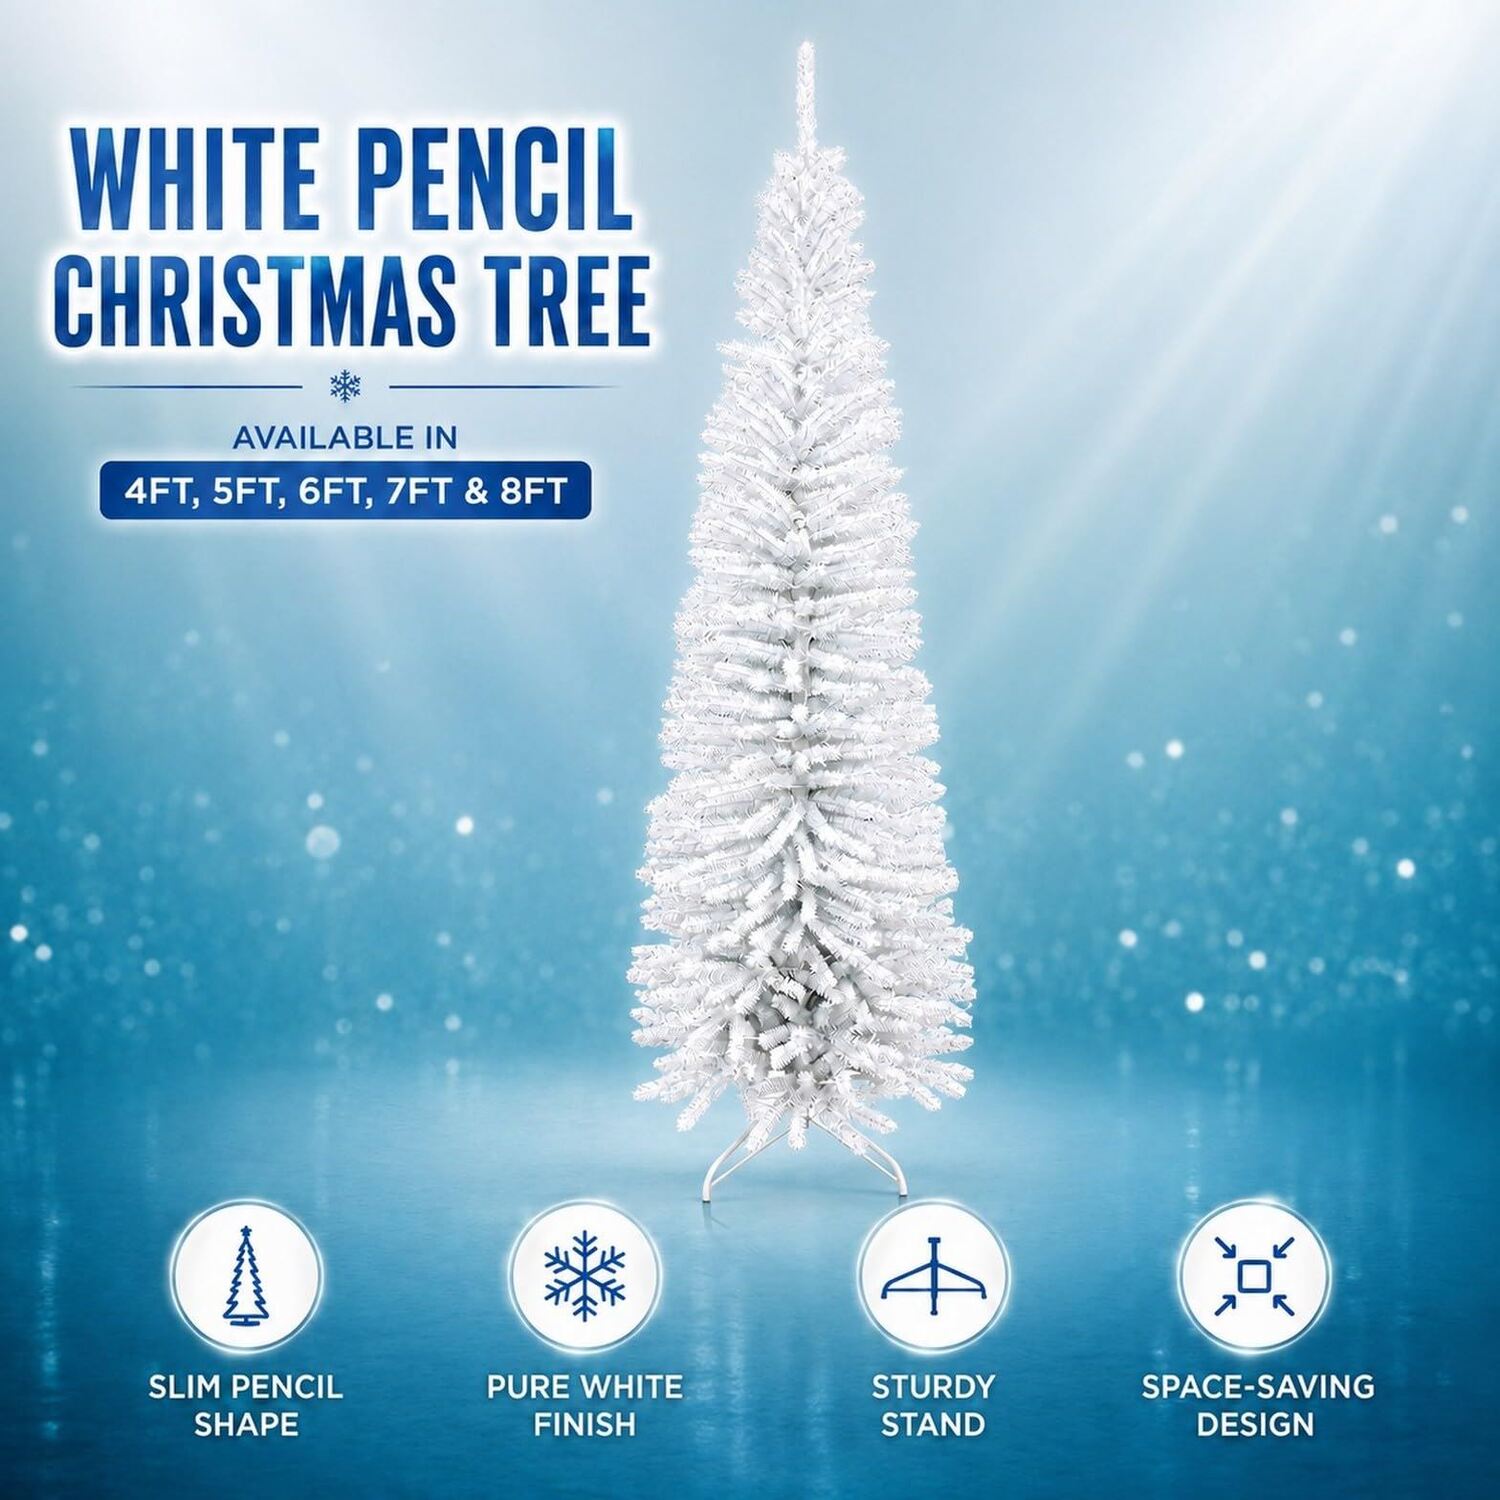 WHITE PENCIL
CHRISTMAS TREE
AVAILABLE IN
4FT, 5FT, 6FT, 7FT & 8FT
SLIM PENCIL
SHAPE
PURE WHITE
FINISH
STURDY
STAND
SPACE-SAVING
DESIGN